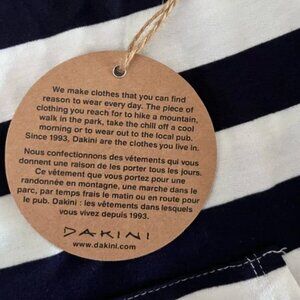 We make clothes that you can find
reason to wear every day. The piece of
clothing you reach for to hike a mountain,
walk in the park, take the chill off a cool
morning or to wear out to the local pub.
Since 1993, Dakini are the clothes you live in.
Nous confectionnons des vêtements qui vous
donnent une raison de les porter tous les jours.
Ce vêtement que vous portez pour une
randonnée en montagne, une marche dans le
parc, par temps frais le matin ou en route pour
le pub. Dakini : les vêtements dans lesquels
vous vivez depuis 1993.
DAKINI
www.dakini.com